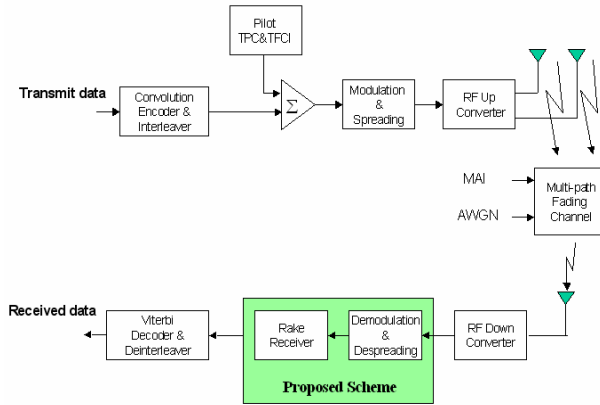 Pilot
TPC&TFCI
Transmit data
Convolution
Encoder &
Interleaver
Σ
Modulation
&
Spreading
RF Up
Converter
MAI
AWGN
Multi-path
Fading
Channel
Received data
Viterbi
Decoder &
Deinterleaver
Rake
Receiver
Demodulation
&
Despreading
RF Down
Converter
Proposed Scheme